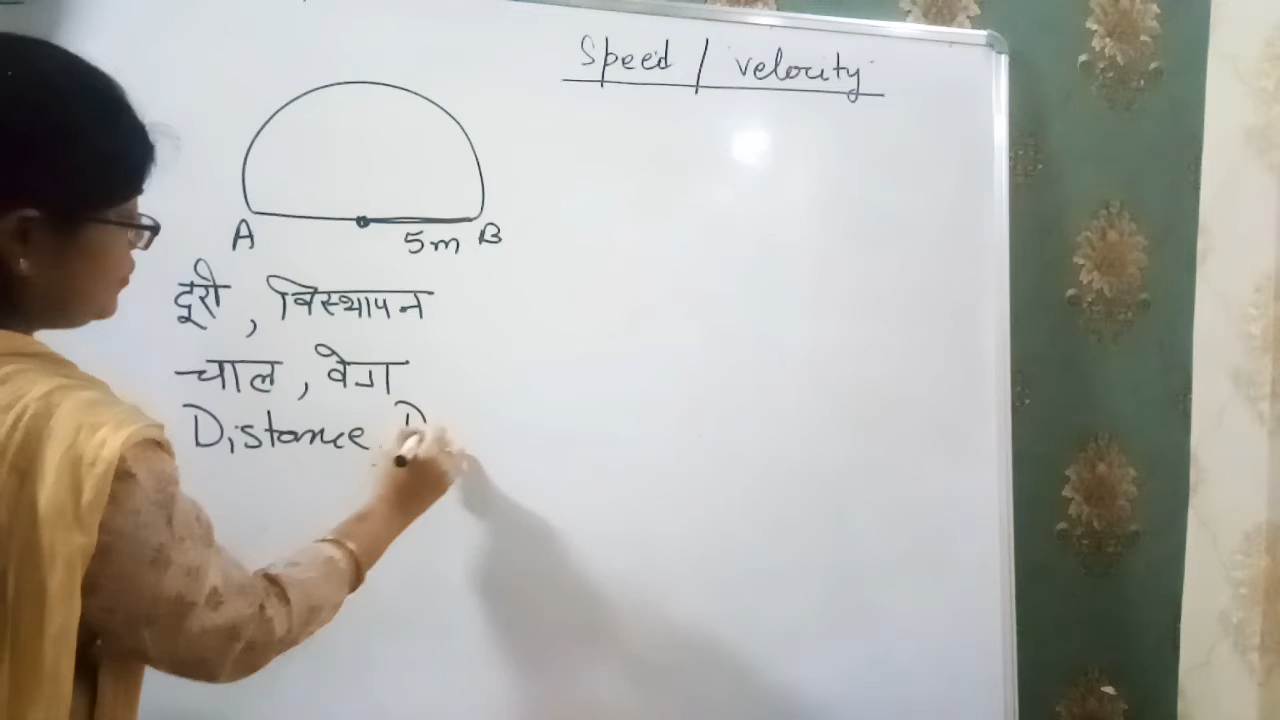 Speed / velocity
A 5m B
दूरी , विस्थापन
चाल , वेग
Distance D